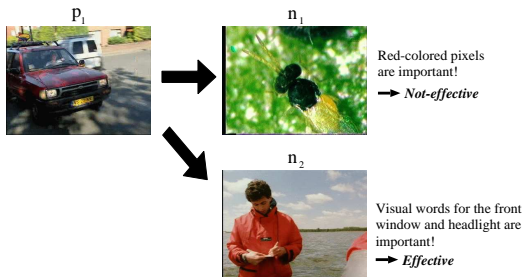 p1
n1
Red-colored pixels
are important!
Not-effective
n2
Visual words for the front
window and headlight are
important!
Effective